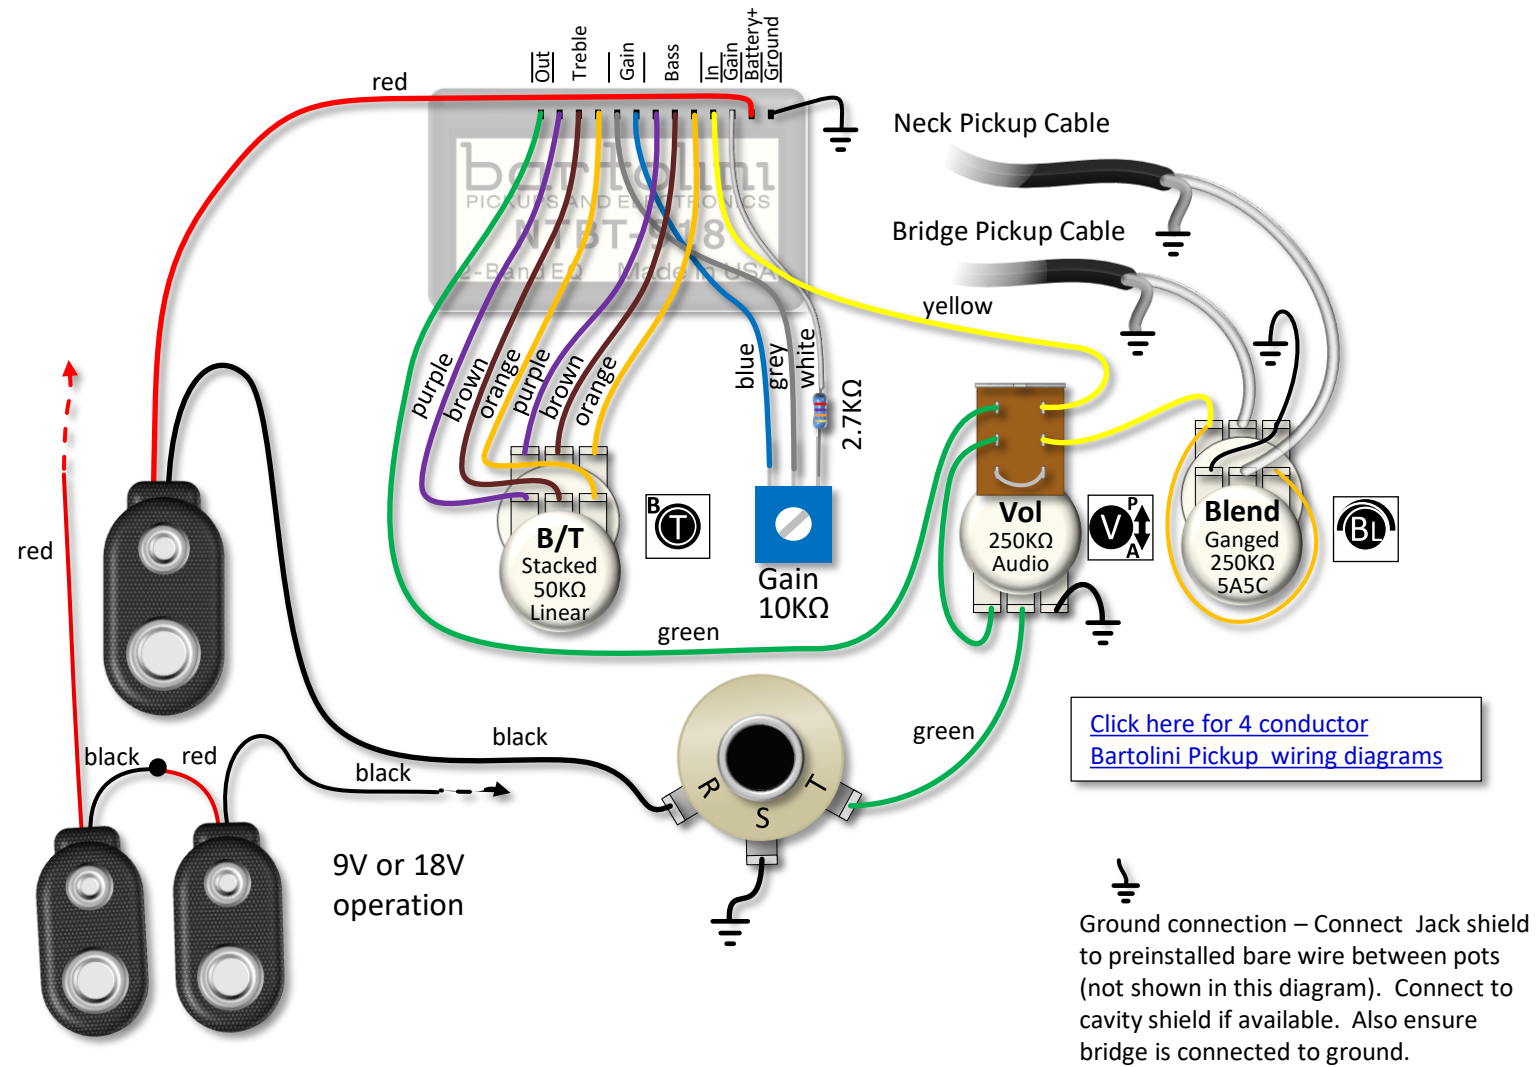 Out
Treble
Gain
Bass
In
Gain
Battery+
Ground
red
bartolini
PICKUPS AND ELECTRONICS
NTBT-918
2-Band EQ Made in USA
Neck Pickup Cable
Bridge Pickup Cable
yellow
purple
brown
orange
purple
brown
orange
blue
grey
white
2.7KΩ
B/T
Stacked
50KΩ
Linear
B
T
Gain
10KΩ
Vol
250KΩ
Audio
V
P
A
Blend
Ganged
250KΩ
5A5C
BL
red
green
black
green
Click here for 4 conductor
Bartolini Pickup wiring diagrams
black
red
black
R
S
T
9V or 18V
operation
Ground connection – Connect Jack shield
to preinstalled bare wire between pots
(not shown in this diagram). Connect to
cavity shield if available. Also ensure
bridge is connected to ground.